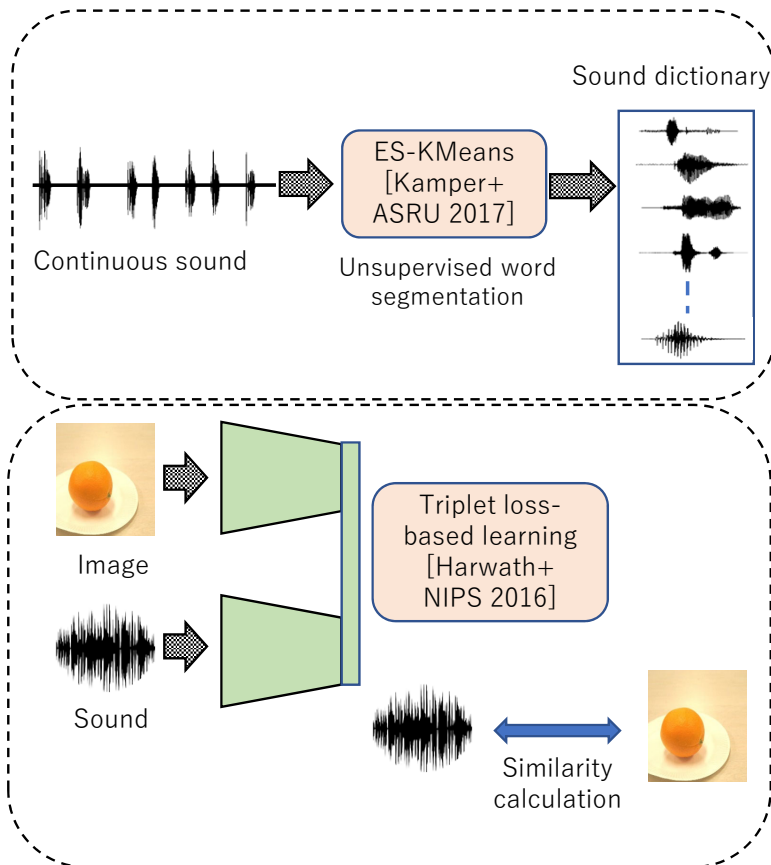 Sound dictionary
ES-KMeans
[Kamper+
ASRU 2017]
Continuous sound
Unsupervised word
segmentation
Triplet loss-
based learning
[Harwath+
NIPS 2016]
Image
Sound
Similarity
calculation